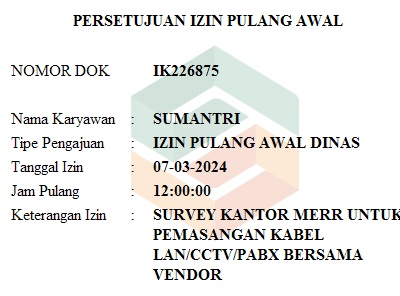 PERSETUJUAN IZIN PULANG AWAL
NOMOR DOK IK226875
Nama Karyawan : SUMANTRI
Tipe Pengajuan : IZIN PULANG AWAL DINAS
Tanggal Izin : 07-03-2024
Jam Pulang : 12:00:00
Keterangan Izin : SURVEY KANTOR MERR UNTUK
PEMASANGAN KABEL
LAN/CCTV/PABX BERSAMA
VENDOR